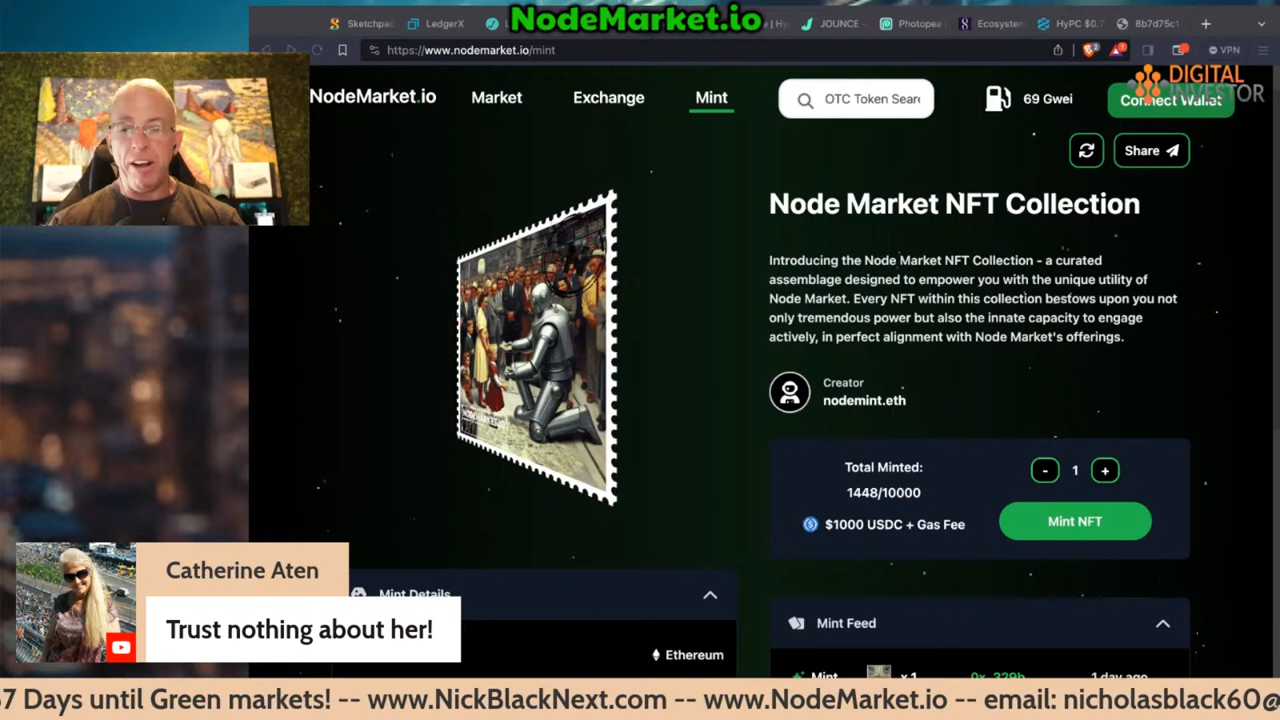 NodeMarket.io
Sketchpad
LedgerX
JOUNCE
Photopea
Ecosystem
HyPC $0.
8b7d75c1
https://www.nodemarket.io/mint
VPN
DIGITAL
INVESTOR
NodeMarket.io
Market
Exchange
Mint
OTC Token Sear
69 Gwei
Connect Wallet
Share
Node Market NFT Collection
Introducing the Node Market NFT Collection - a curated
assemblage designed to empower you with the unique utility of
Node Market. Every NFT within this collection bestows upon you not
only tremendous power but also the innate capacity to engage
actively, in perfect alignment with Node Market's offerings.
Creator
nodemint.eth
Total Minted:
1448/10000
- 1 +
$1000 USDC + Gas Fee
Mint NFT
Catherine Aten
Trust nothing about her!
Mint Details
Ethereum
Mint Feed
Mint
x 1
1 day ago
7 Days until Green markets! -- www.NickBlackNext.com -- www.NodeMarket.io -- email: nicholasblack60@